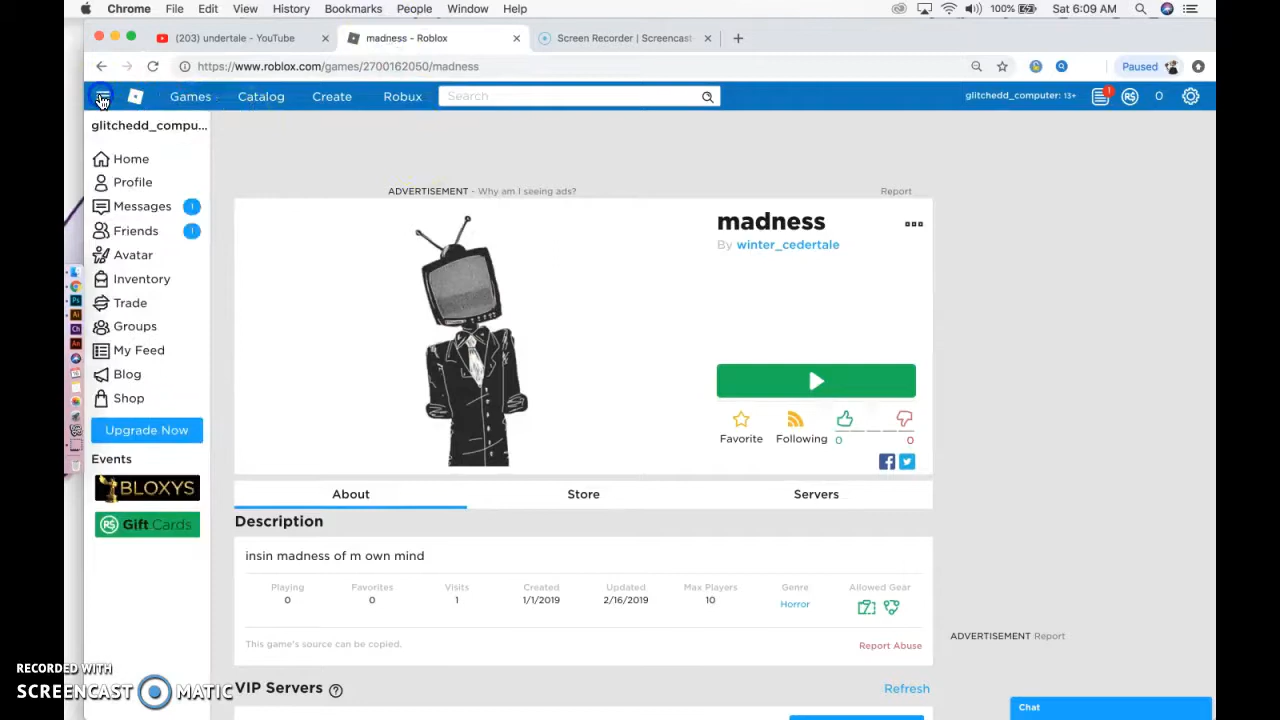 Chrome File Edit View History Bookmarks People Window Help 100% Sat 6:09 AM
(203) undertale - YouTube madness - Roblox Screen Recorder | Screencast
https://www.roblox.com/games/2700162050/madness Paused
Games Catalog Create Robux Search glitchedd_computer: 13+ 1 0
glitchedd_compu...
Home
Profile
Messages 1
Friends 1
Avatar
Inventory
Trade
Groups
My Feed
Blog
Shop
Upgrade Now
Events
BLOXYS
Gift Cards
ADVERTISEMENT - Why am I seeing ads? Report
madness
By winter_cedertale
Favorite Following 0 0
About Store Servers
Description
insin madness of m own mind
Playing Favorites Visits Created Updated Max Players Genre Allowed Gear
0 0 1 1/1/2019 2/16/2019 10 Horror
This game's source can be copied. Report Abuse
ADVERTISEMENT Report
VIP Servers Refresh
Chat
RECORDED WITH
SCREENCAST MATIC